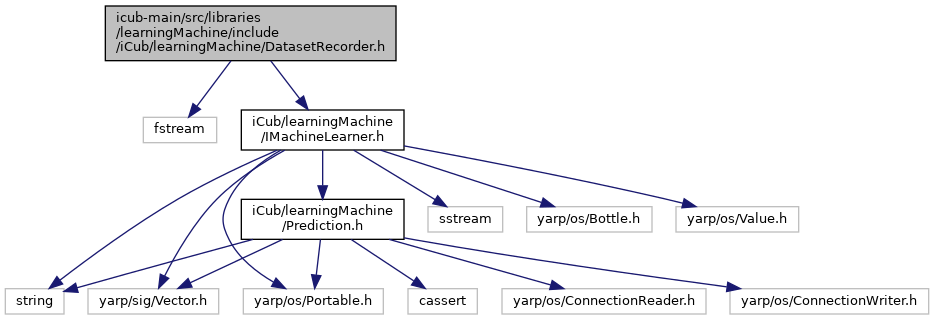 icub-main/src/libraries
/learningMachine/include
/iCub/learningMachine/DatasetRecorder.h
fstream
iCub/learningMachine
/IMachineLearner.h
iCub/learningMachine
/Prediction.h
sstream
yarp/os/Bottle.h
yarp/os/Value.h
string
yarp/sig/Vector.h
yarp/os/Portable.h
cassert
yarp/os/ConnectionReader.h
yarp/os/ConnectionWriter.h